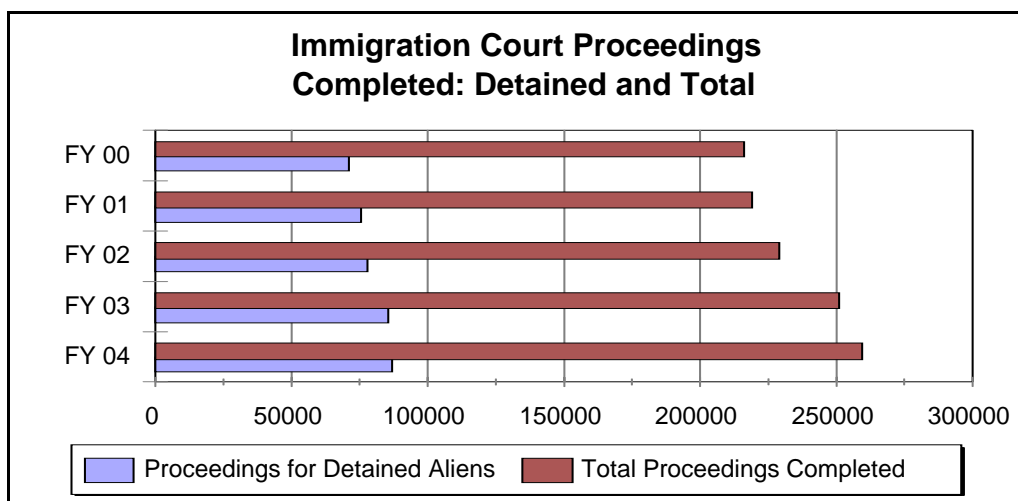 Immigration Court Proceedings
Completed: Detained and Total
FY 00
FY 01
FY 02
FY 03
FY 04
0 50000 100000 150000 200000 250000 300000
Proceedings for Detained Aliens Total Proceedings Completed